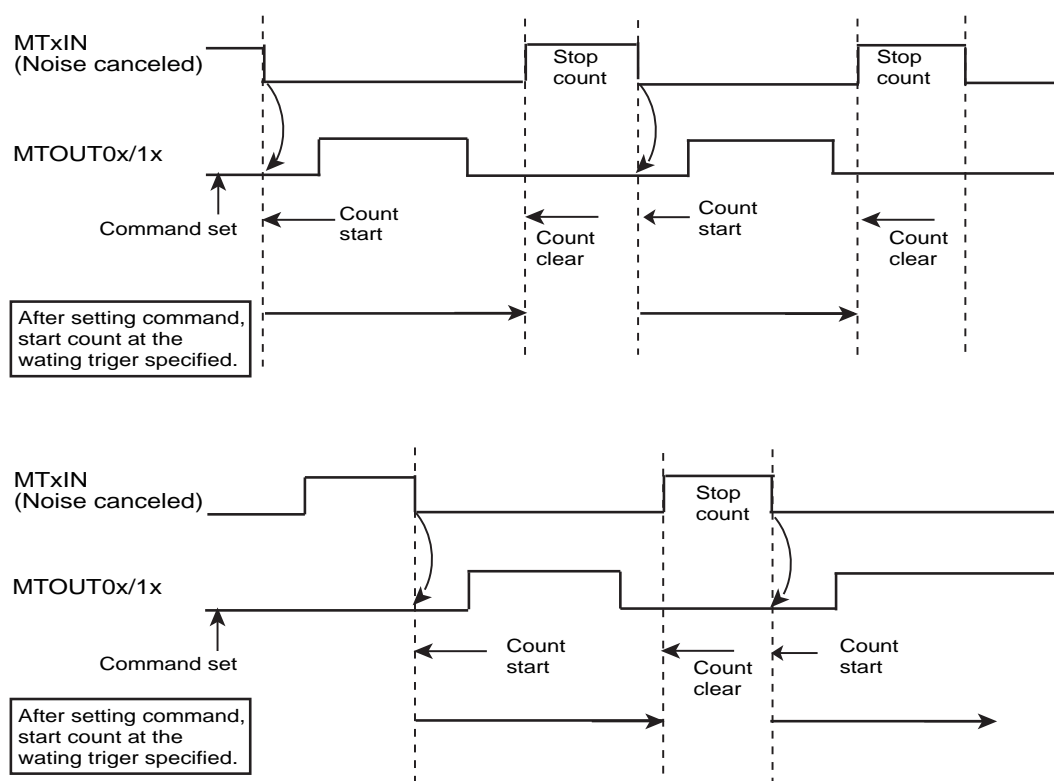 MTxIN
(Noise canceled)
Stop
count
Stop
count
MTOUT0x/1x
Command set
Count
start
Count
clear
Count
start
Count
clear
After setting command,
start count at the
wating triger specified.
MTxIN
(Noise canceled)
Stop
count
MTOUT0x/1x
Command set
Count
start
Count
clear
Count
start
After setting command,
start count at the
wating triger specified.